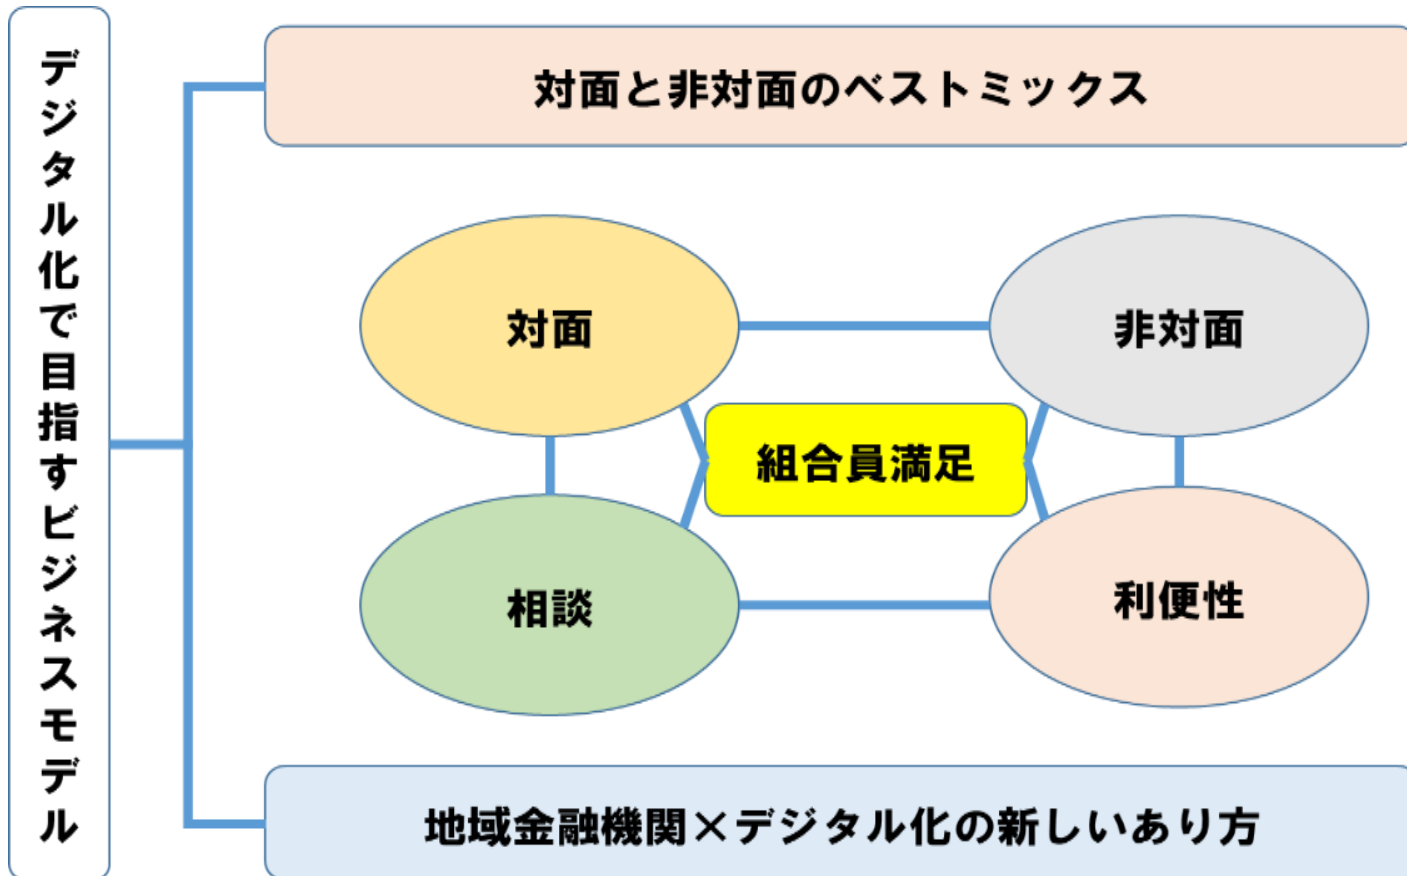 デジタル化で目指すビジネスモデル
対面と非対面のベストミックス
対面
非対面
組合員満足
相談
利便性
地域金融機関×デジタル化の新しいあり方